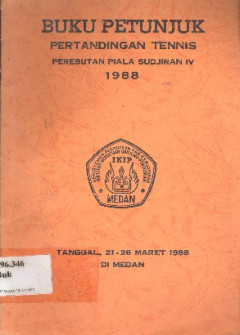 BUKU PETUNJUK
PERTANDINGAN TENNIS
PEREBUTAN PIALA SUDJIRAN IV
1988
IKIP
MEDAN
TANGGAL, 21-26 MARET 1988
DI MEDAN
96.346
Buk